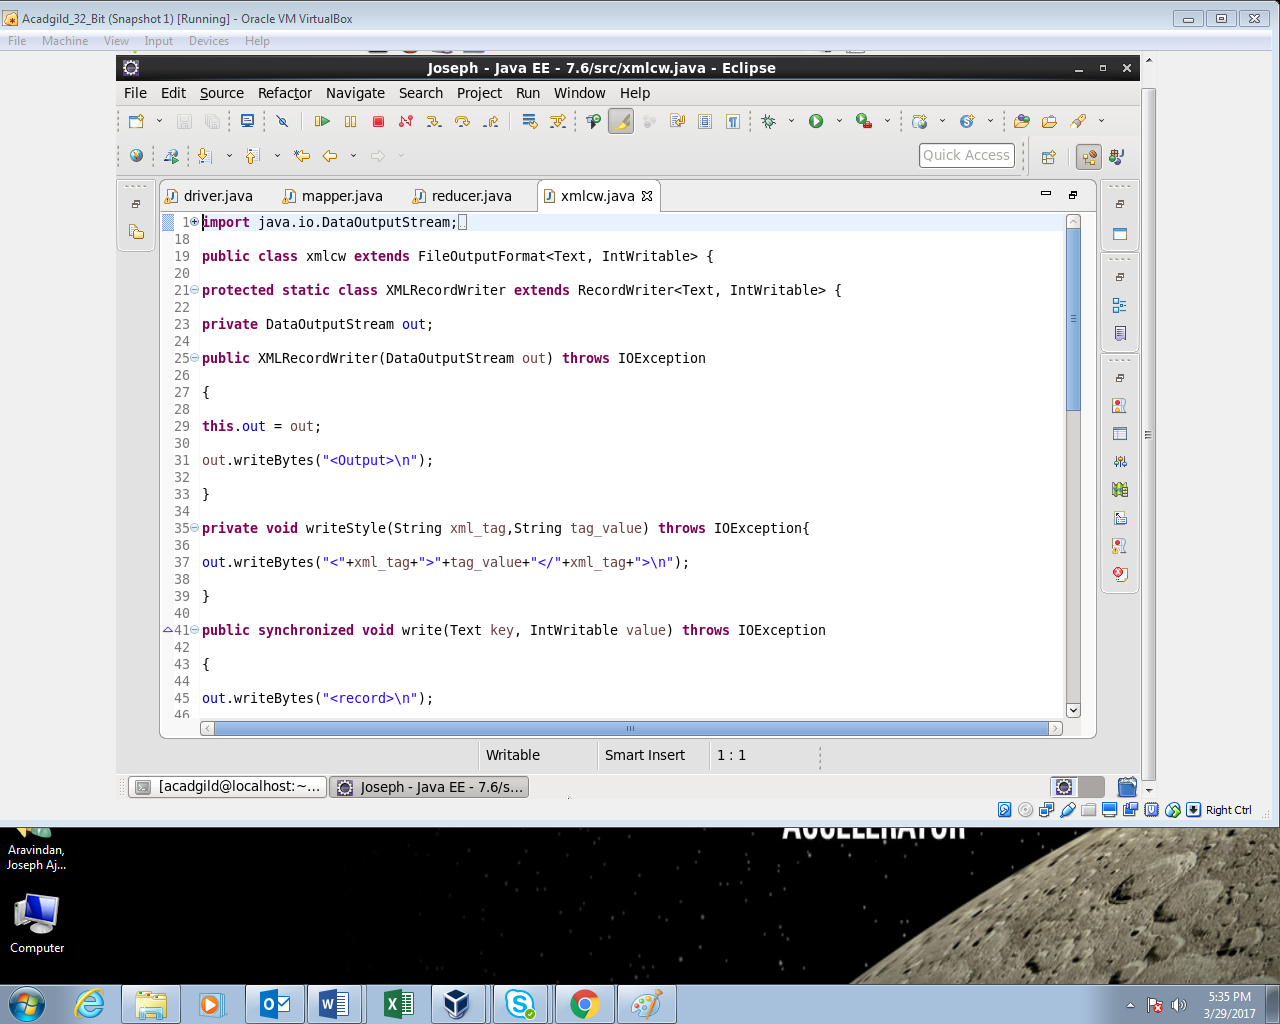 Acadgild_32_Bit (Snapshot 1) [Running] - Oracle VM VirtualBox
File Machine View Input Devices Help
Joseph - Java EE - 7.6/src/xmlcw.java - Eclipse
File Edit Source Refactor Navigate Search Project Run Window Help
Quick Access
driver.java mapper.java reducer.java xmlcw.java
1 import java.io.DataOutputStream;
18
19 public class xmlcw extends FileOutputFormat<Text, IntWritable> {
20
21 protected static class XMLRecordWriter extends RecordWriter<Text, IntWritable> {
22
23 private DataOutputStream out;
24
25 public XMLRecordWriter(DataOutputStream out) throws IOException
26
27 {
28
29 this.out = out;
30
31 out.writeBytes("<Output>\n");
32
33 }
34
35 private void writeStyle(String xml_tag,String tag_value) throws IOException{
36
37 out.writeBytes("<"+xml_tag+">"+tag_value+"</"+xml_tag+">\n");
38
39 }
40
41 public synchronized void write(Text key, IntWritable value) throws IOException
42
43 {
44
45 out.writeBytes("<record>\n");
46
Writable Smart Insert 1 : 1
[acadgild@localhost:~... Joseph - Java EE - 7.6/s...
Right Ctrl
ACCELERATOR
Aravindan,
Joseph Aj...
Computer
5:35 PM
3/29/2017